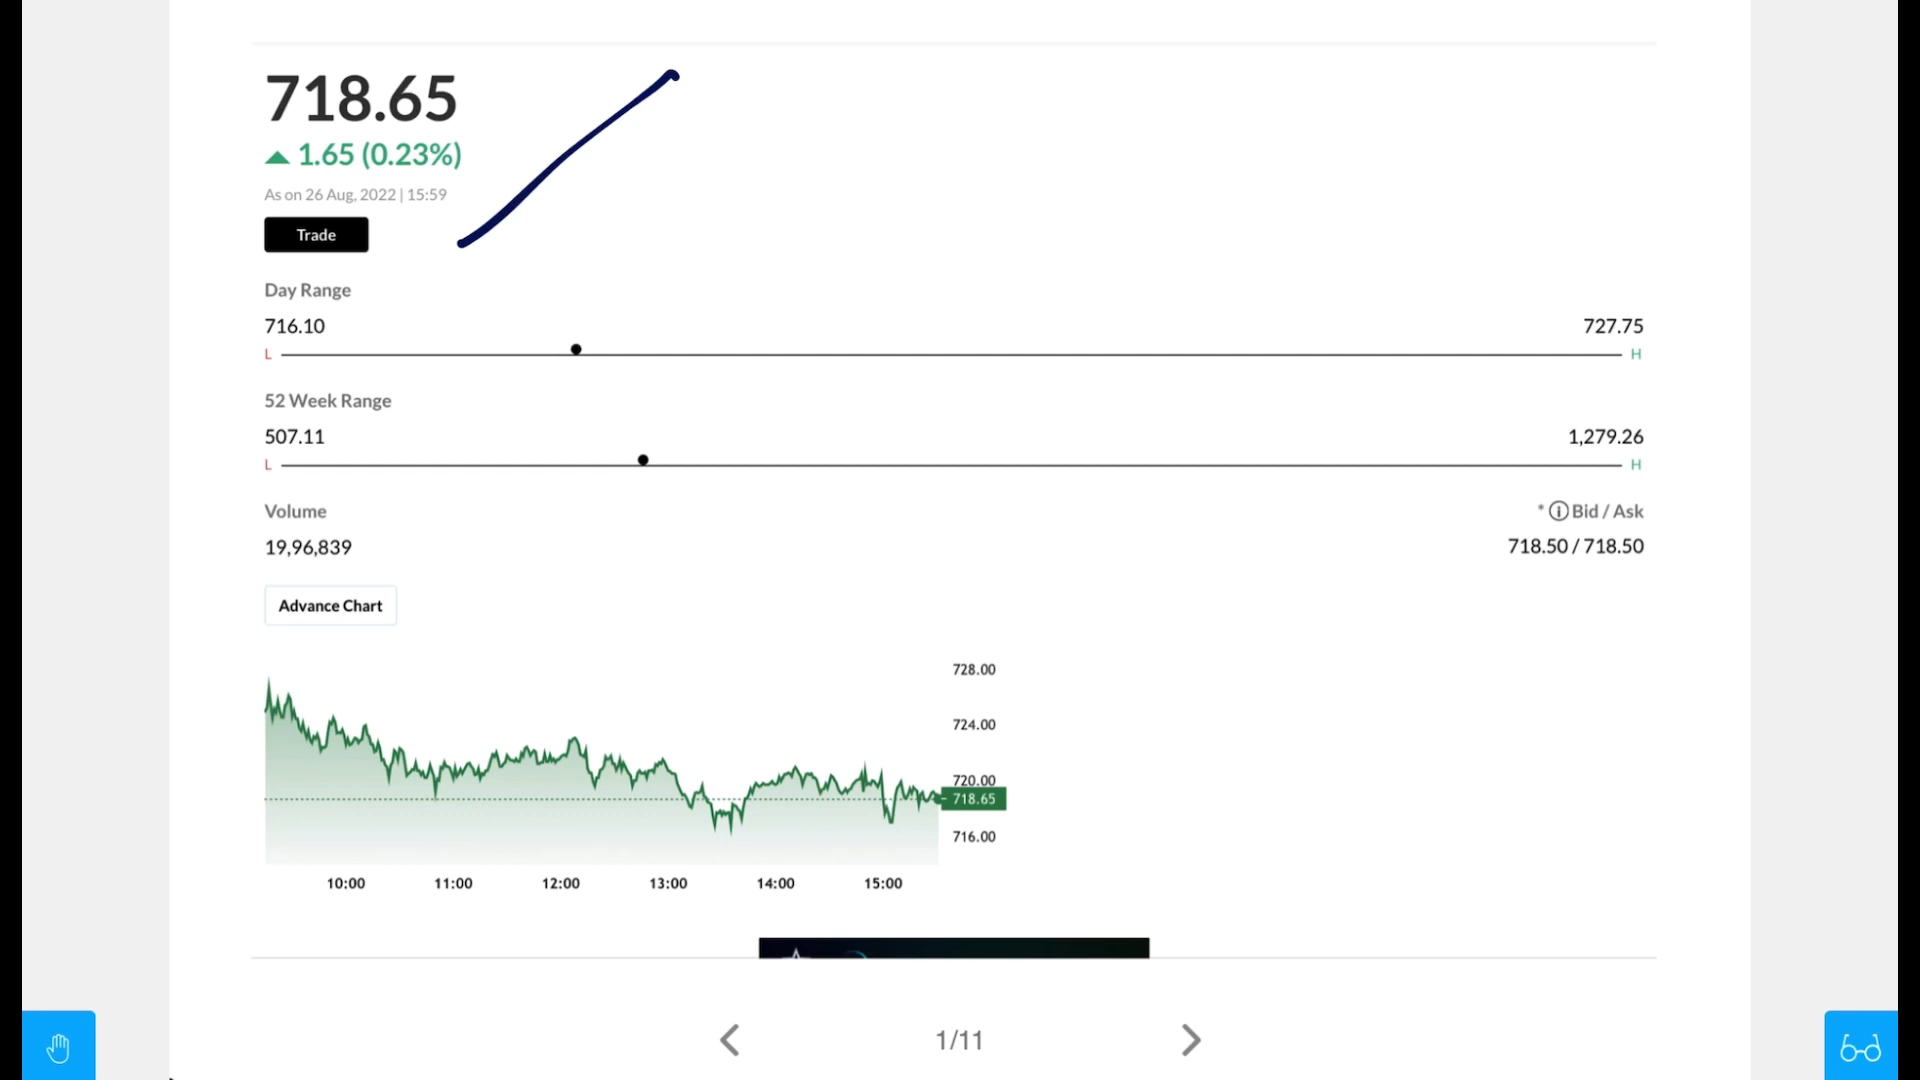 718.65
▲ 1.65 (0.23%)
As on 26 Aug, 2022 | 15:59
Trade
Day Range
716.10 727.75
L H
52 Week Range
507.11 1,279.26
L H
Volume * ⓘ Bid / Ask
19,96,839 718.50 / 718.50
Advance Chart
728.00
724.00
720.00
718.65
716.00
10:00 11:00 12:00 13:00 14:00 15:00
1/11